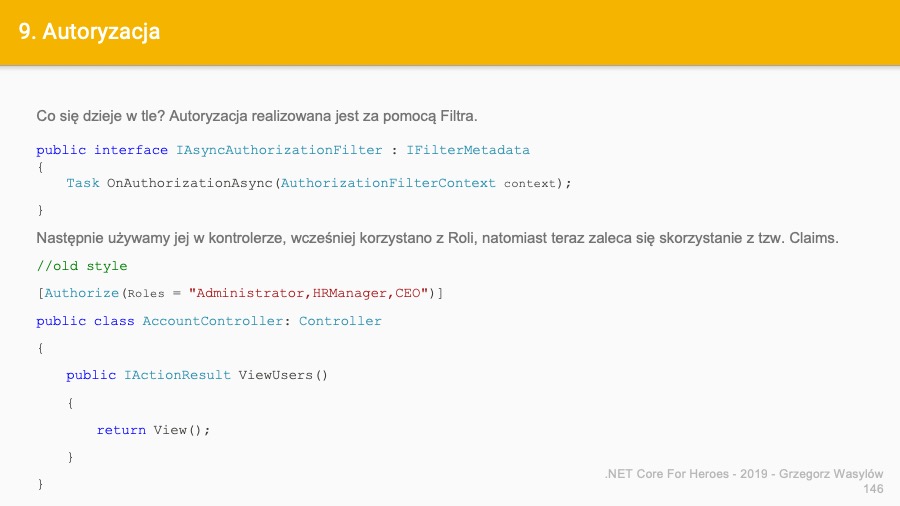 9. Autoryzacja
Co się dzieje w tle? Autoryzacja realizowana jest za pomocą Filtra.
public interface IAsyncAuthorizationFilter : IFilterMetadata
{
Task OnAuthorizationAsync(AuthorizationFilterContext context);
}
Następnie używamy jej w kontrolerze, wcześniej korzystano z Roli, natomiast teraz zaleca się skorzystanie z tzw. Claims.
//old style
[Authorize(Roles = "Administrator,HRManager,CEO")]
public class AccountController: Controller
{
public IActionResult ViewUsers()
{
return View();
}
}
.NET Core For Heroes - 2019 - Grzegorz Wasylów
146